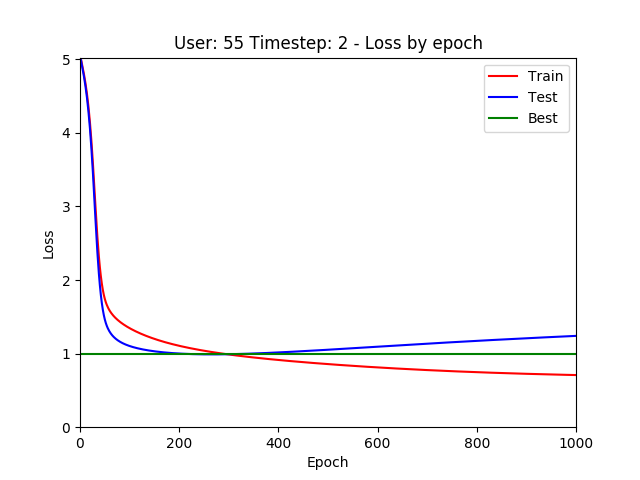 User: 55 Timestep: 2 - Loss by epoch
5
4
3
2
1
0
Loss
Train
Test
Best
0 200 400 600 800 1000
Epoch